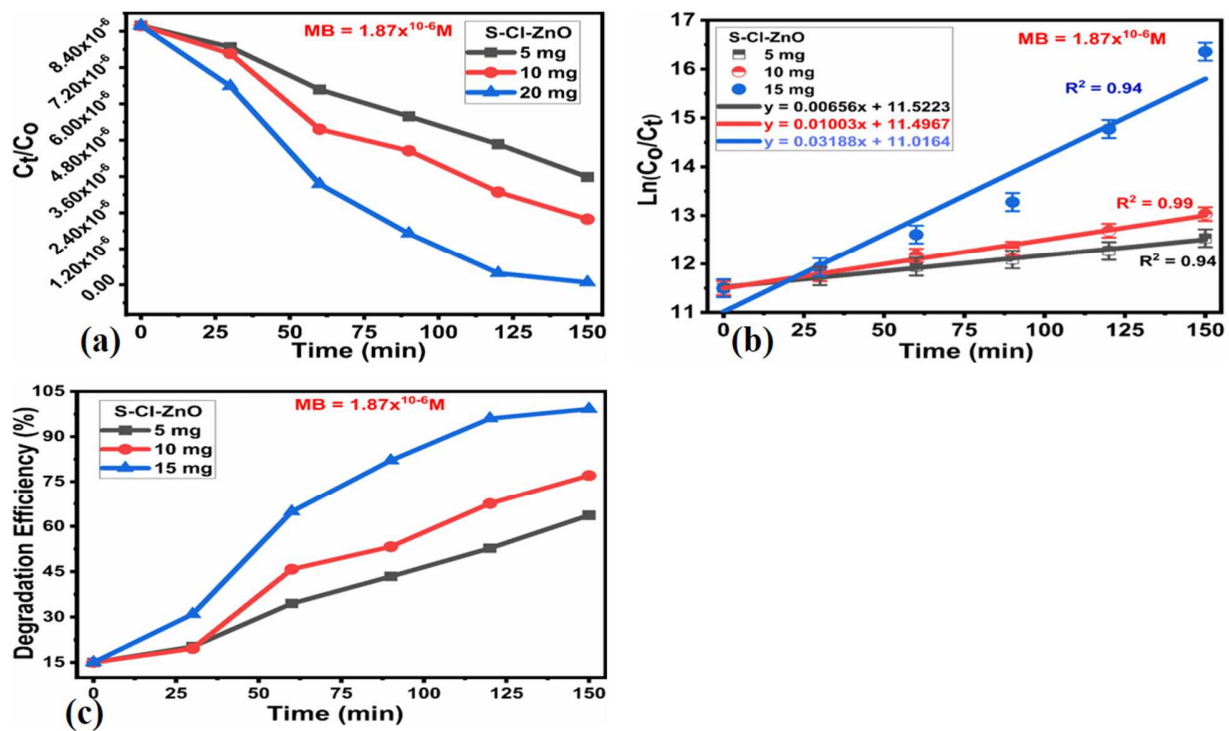 MB = 1.87x10-6M
S-Cl-ZnO
5 mg
10 mg
20 mg
8.40x10-6
7.20x10-6
6.00x10-6
4.80x10-6
3.60x10-6
2.40x10-6
1.20x10-6
0.00
Ct/Co
0 25 50 75 100 125 150
Time (min)
(a)
MB = 1.87x10-6M
S-Cl-ZnO
5 mg
10 mg
15 mg
y = 0.00656x + 11.5223
y = 0.01003x + 11.4967
y = 0.03188x + 11.0164
R2 = 0.94
R2 = 0.99
R2 = 0.94
17
16
15
14
13
12
11
Ln(Co/Ct)
0 25 50 75 100 125 150
Time (min)
(b)
MB = 1.87x10-6M
S-Cl-ZnO
5 mg
10 mg
15 mg
105
90
75
60
45
30
15
Degradation Efficiency (%)
0 25 50 75 100 125 150
Time (min)
(c)